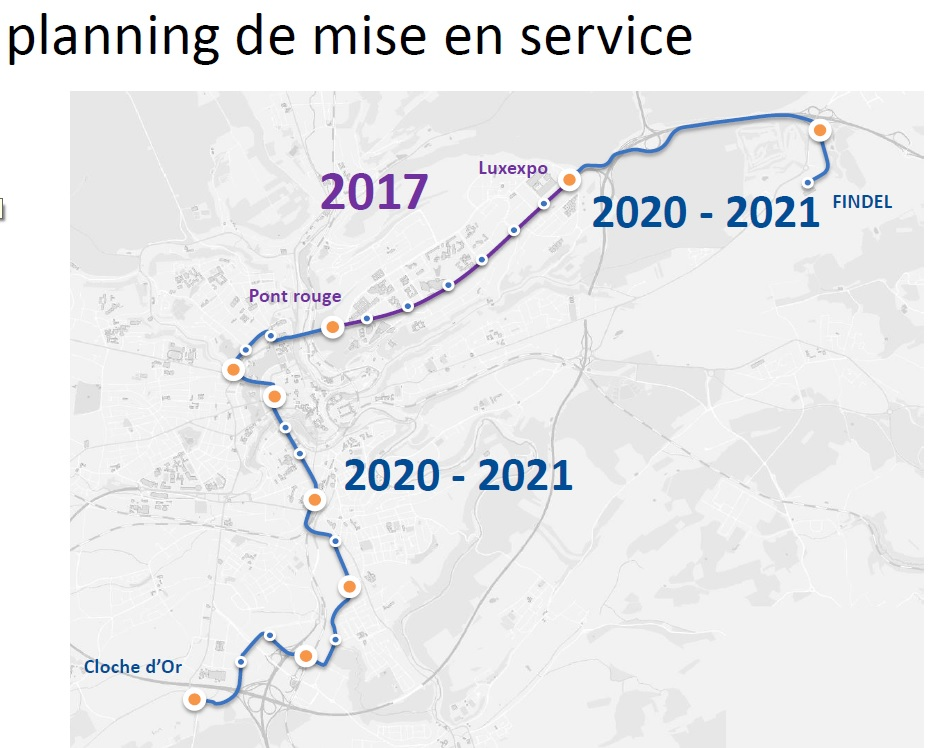 planning de mise en service
Luxexpo
2017
2020 - 2021
FINDEL
Pont rouge
2020 - 2021
Cloche d'Or